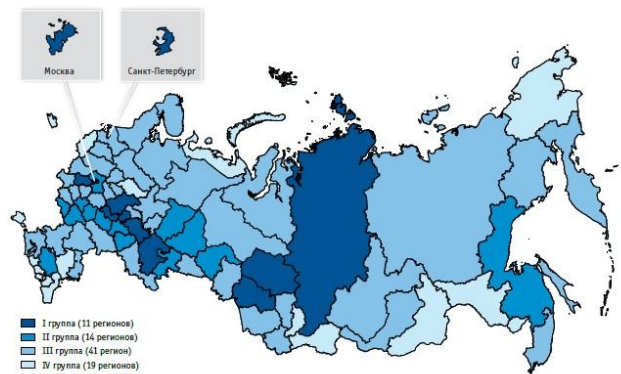 Москва
Санкт-Петербург
I группа (11 регионов)
II группа (14 регионов)
III группа (41 регион)
IV группа (19 регионов)